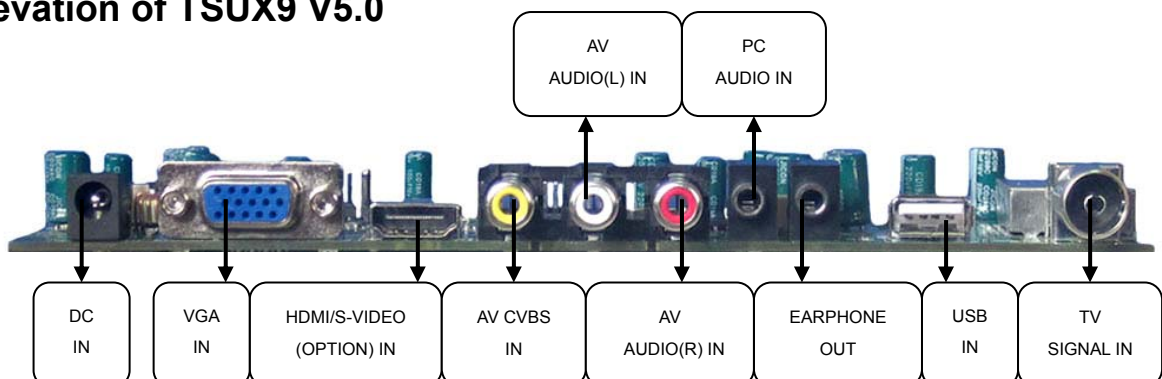 evation of TSUX9 V5.0
AV
AUDIO(L) IN
PC
AUDIO IN
DC
IN
VGA
IN
HDMI/S-VIDEO
(OPTION) IN
AV CVBS
IN
AV
AUDIO(R) IN
EARPHONE
OUT
USB
IN
TV
SIGNAL IN